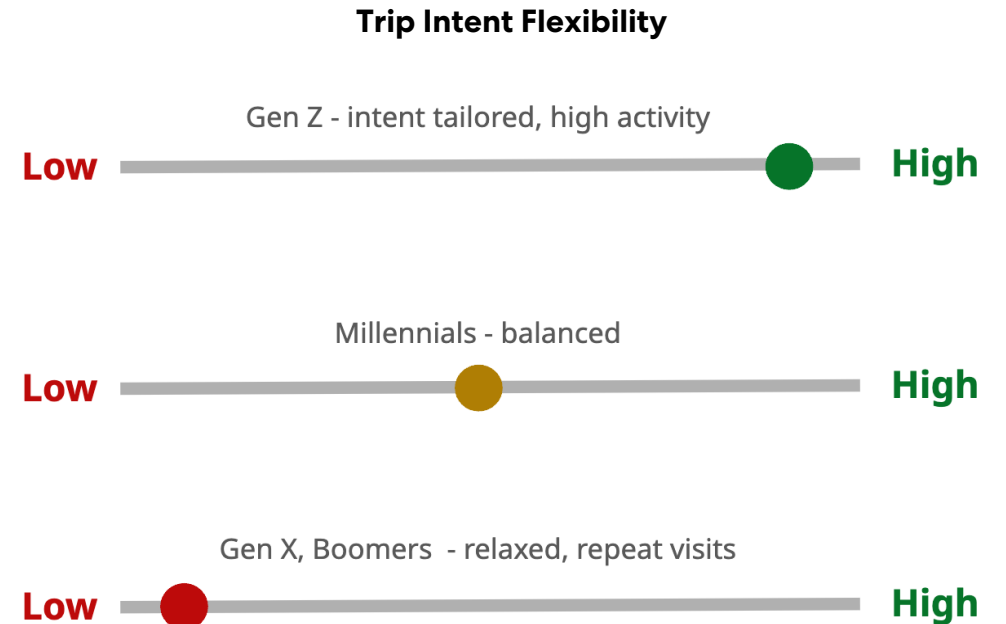 Trip Intent Flexibility
Gen Z - intent tailored, high activity
Low High
Millennials - balanced
Low High
Gen X, Boomers  - relaxed, repeat visits
Low High